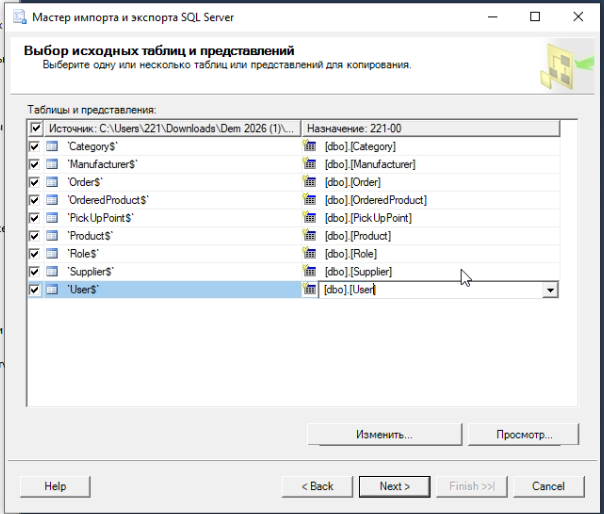 Мастер импорта и экспорта SQL Server
Выбор исходных таблиц и представлений
Выберите одну или несколько таблиц или представлений для копирования.
Таблицы и представления:
Источник: C:\Users\221\Downloads\Dem 2026 (1)\... Назначение: 221-00
`Category$` [dbo].[Category]
`Manufacturer$` [dbo].[Manufacturer]
`Order$` [dbo].[Order]
`OrderedProduct$` [dbo].[OrderedProduct]
`PickUpPoint$` [dbo].[PickUpPoint]
`Product$` [dbo].[Product]
`Role$` [dbo].[Role]
`Supplier$` [dbo].[Supplier]
`User$` [dbo].[User]
Изменить... Просмотр...
Help < Back Next > Finish >>| Cancel